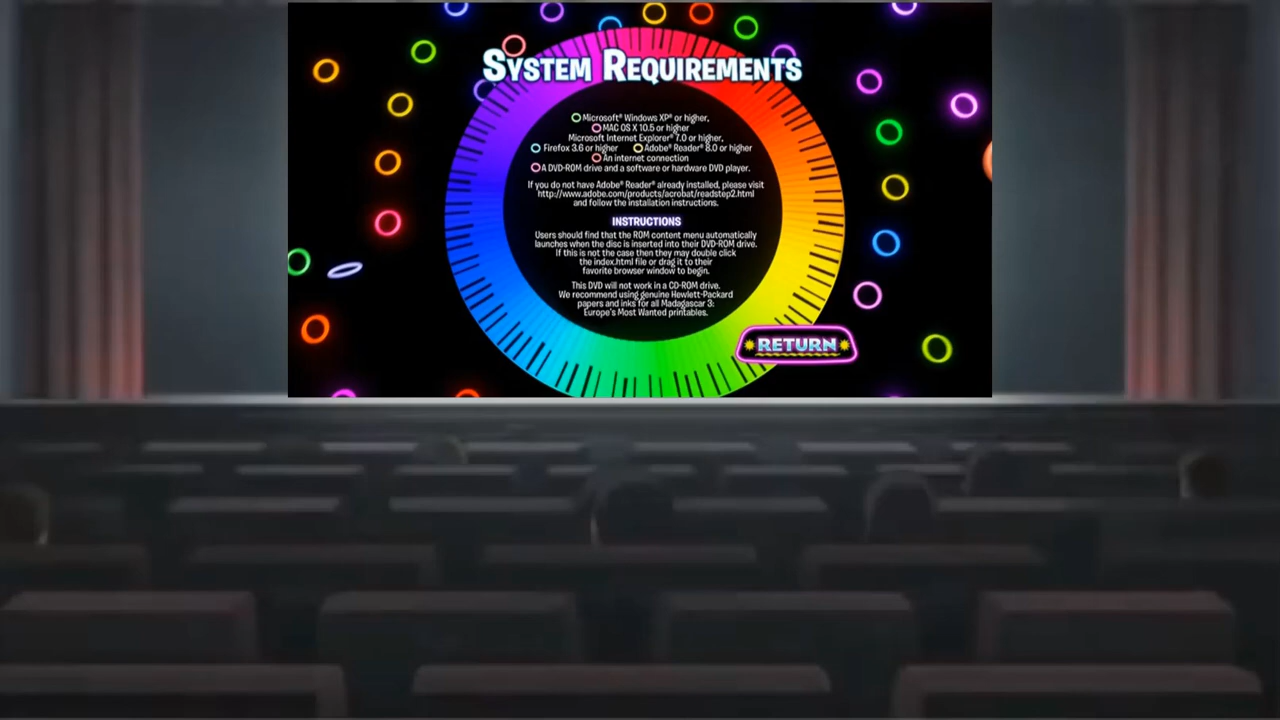 SYSTEM REQUIREMENTS
Microsoft® Windows XP® or higher,
MAC OS X 10.5 or higher
Microsoft Internet Explorer® 7.0 or higher,
Firefox 3.6 or higher Adobe® Reader® 8.0 or higher
An internet connection
A DVD-ROM drive and a software or hardware DVD player.
If you do not have Adobe® Reader® already installed, please visit
http://www.adobe.com/products/acrobat/readstep2.html
and follow the installation instructions.
INSTRUCTIONS
Users should find that the ROM content menu automatically
launches when the disc is inserted into their DVD-ROM drive.
If this is not the case then they may double click
the index.html file or drag it to their
favorite browser window to begin.
This DVD will not work in a CD-ROM drive.
We recommend using genuine Hewlett-Packard
papers and inks for all Madagascar 3:
Europe's Most Wanted printables.
RETURN